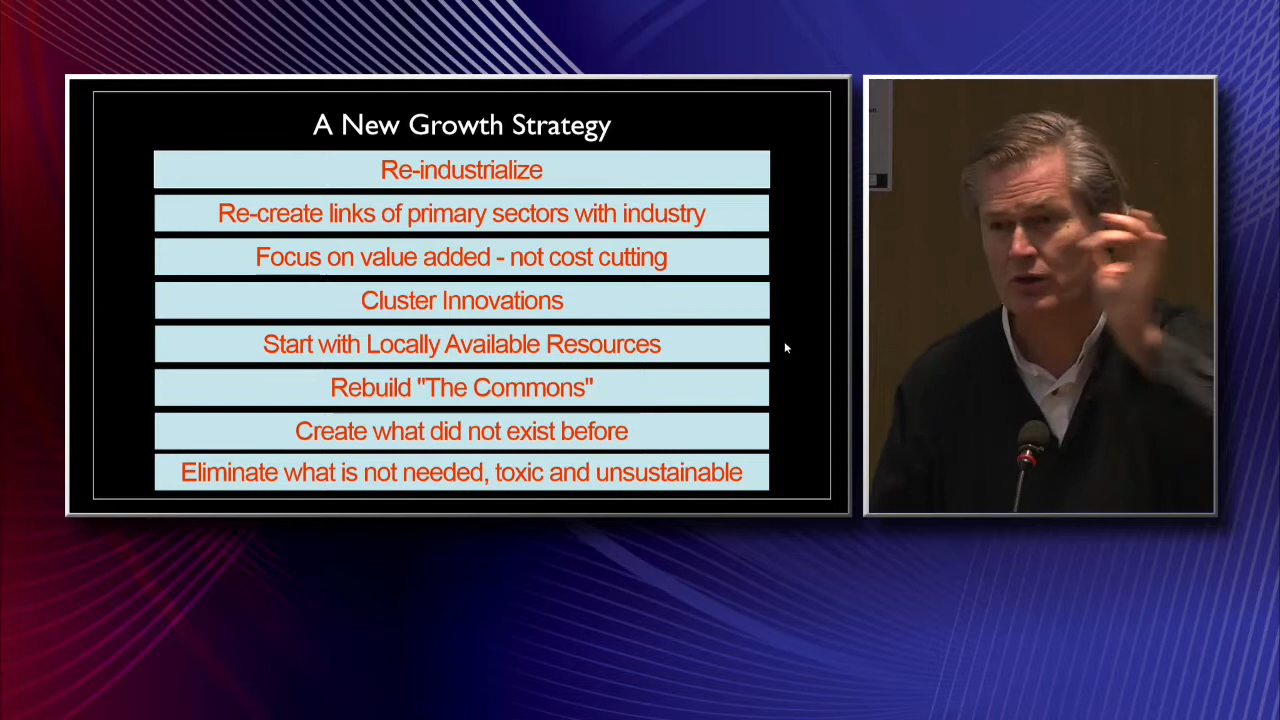 A New Growth Strategy
Re-industrialize
Re-create links of primary sectors with industry
Focus on value added - not cost cutting
Cluster Innovations
Start with Locally Available Resources
Rebuild "The Commons"
Create what did not exist before
Eliminate what is not needed, toxic and unsustainable